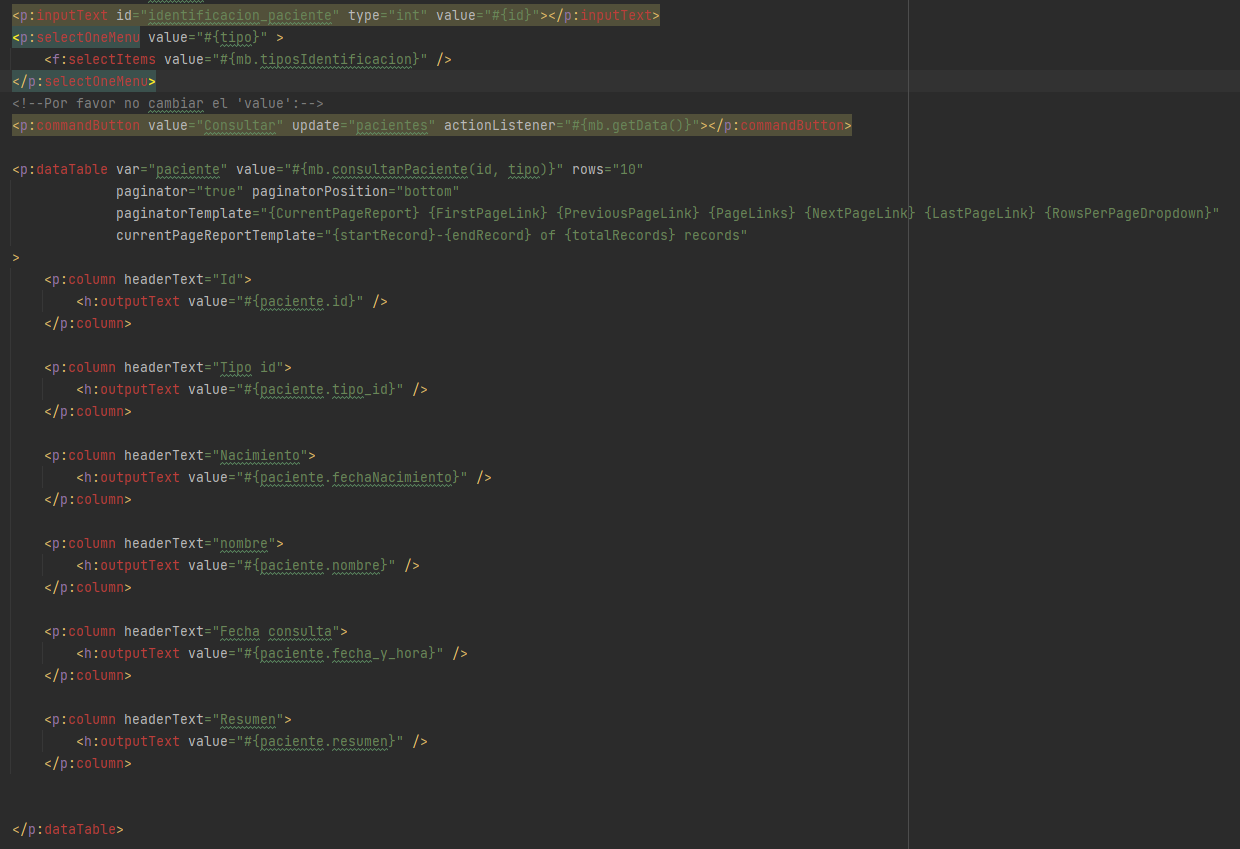 <p:inputText id="identificacion_paciente" type="int" value="#{id}"></p:inputText>
<p:selectOneMenu value="#{tipo}" >
    <f:selectItems value="#{mb.tiposIdentificacion}" />
</p:selectOneMenu>
<!--Por favor no cambiar el 'value':-->
<p:commandButton value="Consultar" update="pacientes" actionListener="#{mb.getData()}"></p:commandButton>

<p:dataTable var="paciente" value="#{mb.consultarPaciente(id, tipo)}" rows="10"
             paginator="true" paginatorPosition="bottom"
             paginatorTemplate="{CurrentPageReport} {FirstPageLink} {PreviousPageLink} {PageLinks} {NextPageLink} {LastPageLink} {RowsPerPageDropdown}"
             currentPageReportTemplate="{startRecord}-{endRecord} of {totalRecords} records"
>
    <p:column headerText="Id">
        <h:outputText value="#{paciente.id}" />
    </p:column>

    <p:column headerText="Tipo id">
        <h:outputText value="#{paciente.tipo_id}" />
    </p:column>

    <p:column headerText="Nacimiento">
        <h:outputText value="#{paciente.fechaNacimiento}" />
    </p:column>

    <p:column headerText="nombre">
        <h:outputText value="#{paciente.nombre}" />
    </p:column>

    <p:column headerText="Fecha consulta">
        <h:outputText value="#{paciente.fecha_y_hora}" />
    </p:column>

    <p:column headerText="Resumen">
        <h:outputText value="#{paciente.resumen}" />
    </p:column>

</p:dataTable>